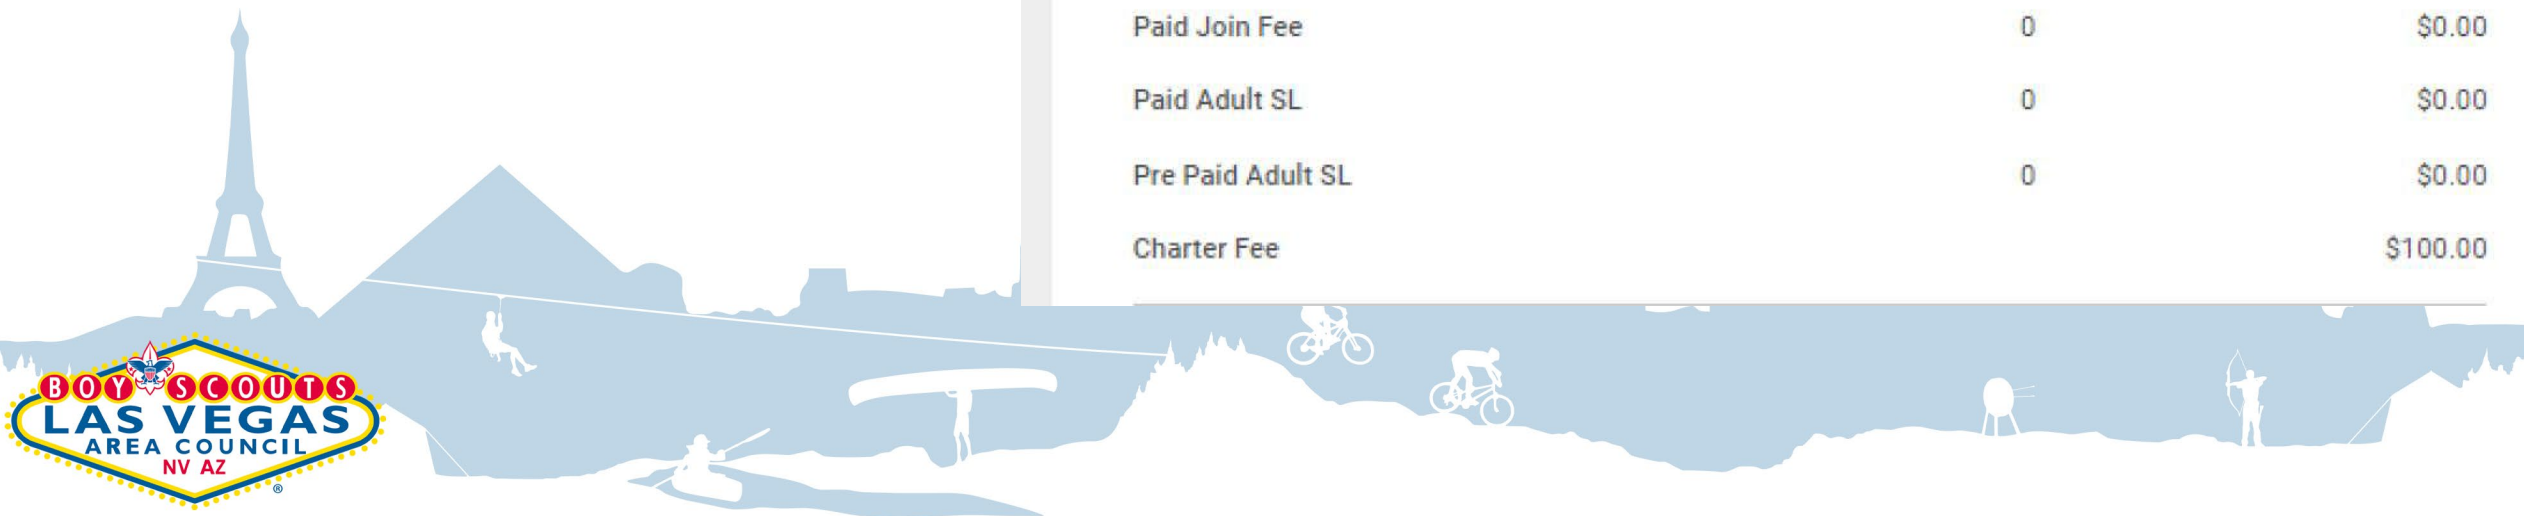 Paid Join Fee 0 $0.00
Paid Adult SL 0 $0.00
Pre Paid Adult SL 0 $0.00
Charter Fee $100.00
BOY SCOUTS
LAS VEGAS
AREA COUNCIL
NV AZ
®